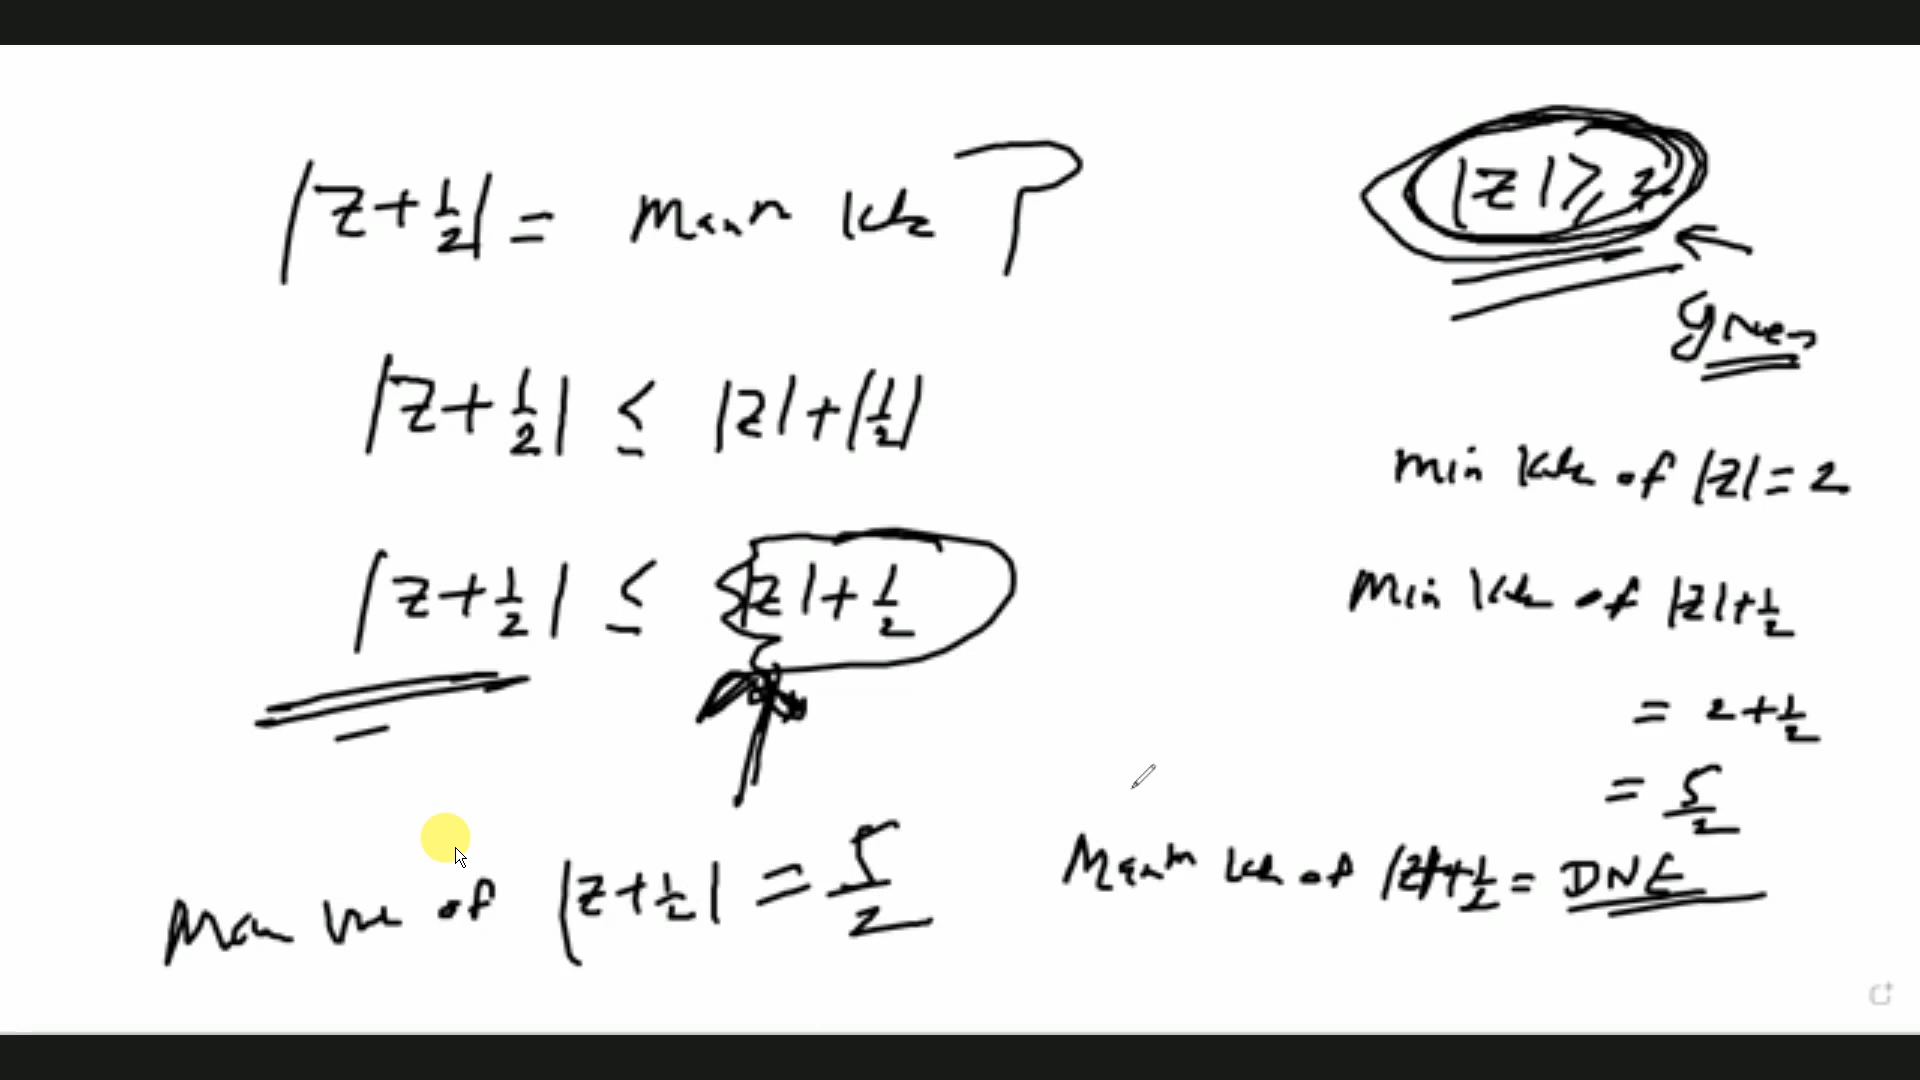 |z+1/2| = maxm value ?
|z|≥2
given
|z+1/2| ≤ |z|+|1/2|
min value of |z|=2
|z+1/2| ≤ |z|+1/2
min value of |z|+1/2
= 2+1/2
= 5/2
Max value of |z+1/2| = 5/2
Maxm value of |z|+1/2 = DNE